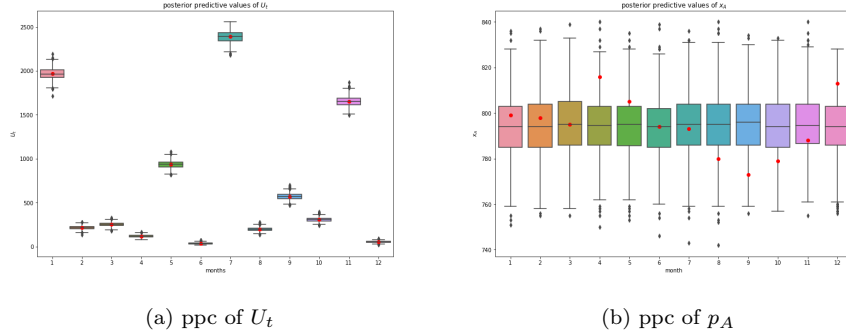 posterior predictive values of U_t
2500
2000
1500
1000
500
0
U_t
1 2 3 4 5 6 7 8 9 10 11 12
months
(a) ppc of U_t
posterior predictive values of x_A
840
820
800
780
760
740
x_A
1 2 3 4 5 6 7 8 9 10 11 12
month
(b) ppc of p_A